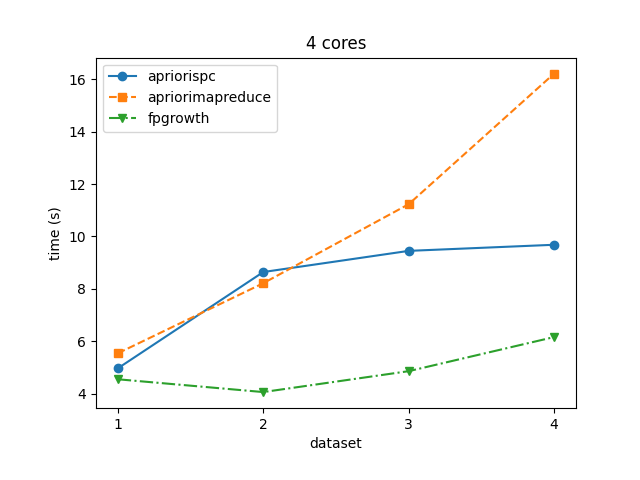 4 cores
apriorispc
apriorimapreduce
fpgrowth
16
14
12
10
8
6
4
time (s)
1 2 3 4
dataset